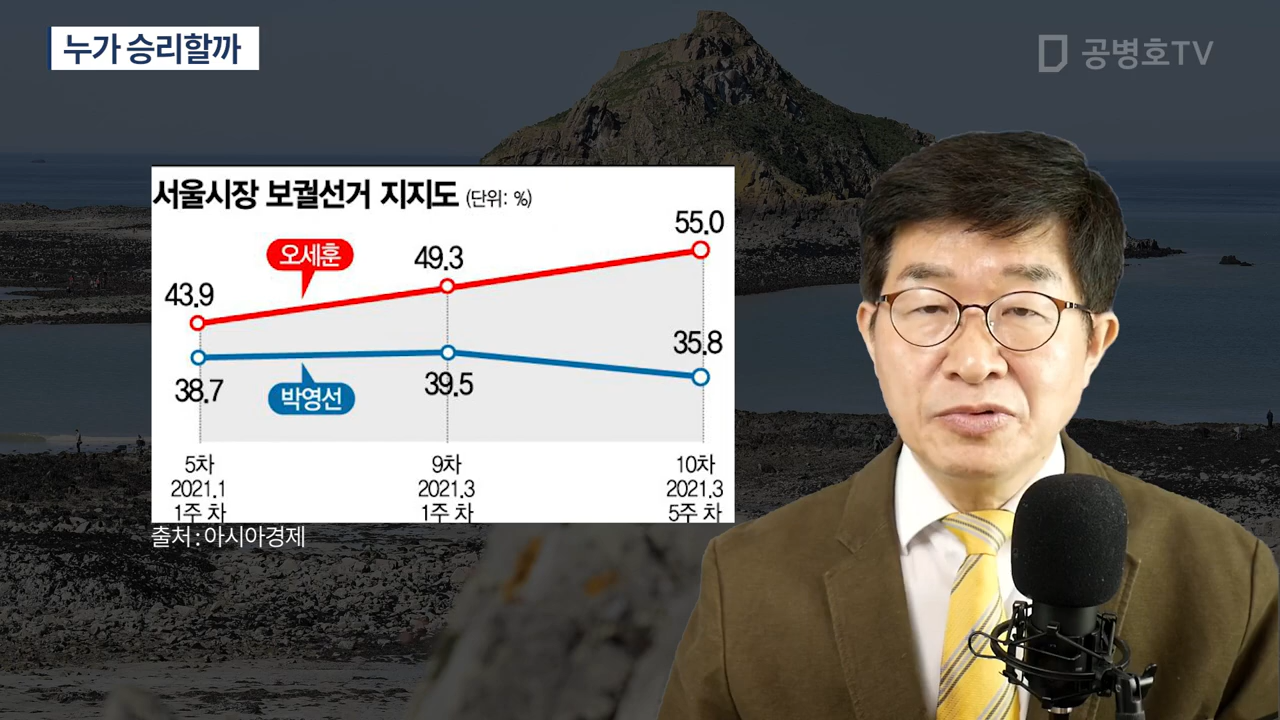 누가 승리할까
공병호TV
서울시장 보궐선거 지지도 (단위: %)
55.0
오세훈
49.3
43.9
35.8
38.7
박영선
39.5
5차 9차 10차
2021.1 2021.3 2021.3
1주 차 1주 차 5주 차
출처 : 아시아경제